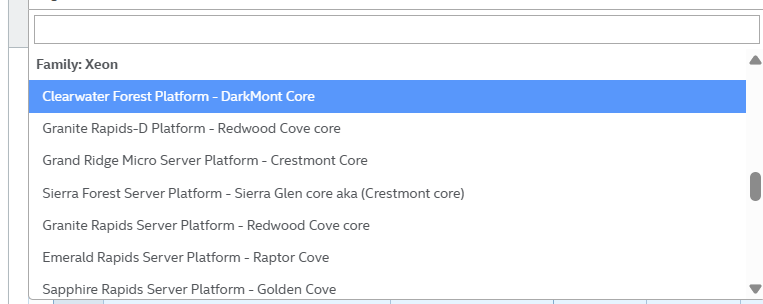 Family: Xeon
Clearwater Forest Platform - DarkMont Core
Granite Rapids-D Platform - Redwood Cove core
Grand Ridge Micro Server Platform - Crestmont Core
Sierra Forest Server Platform - Sierra Glen core aka (Crestmont core)
Granite Rapids Server Platform - Redwood Cove core
Emerald Rapids Server Platform - Raptor Cove
Sapphire Rapids Server Platform - Golden Cove